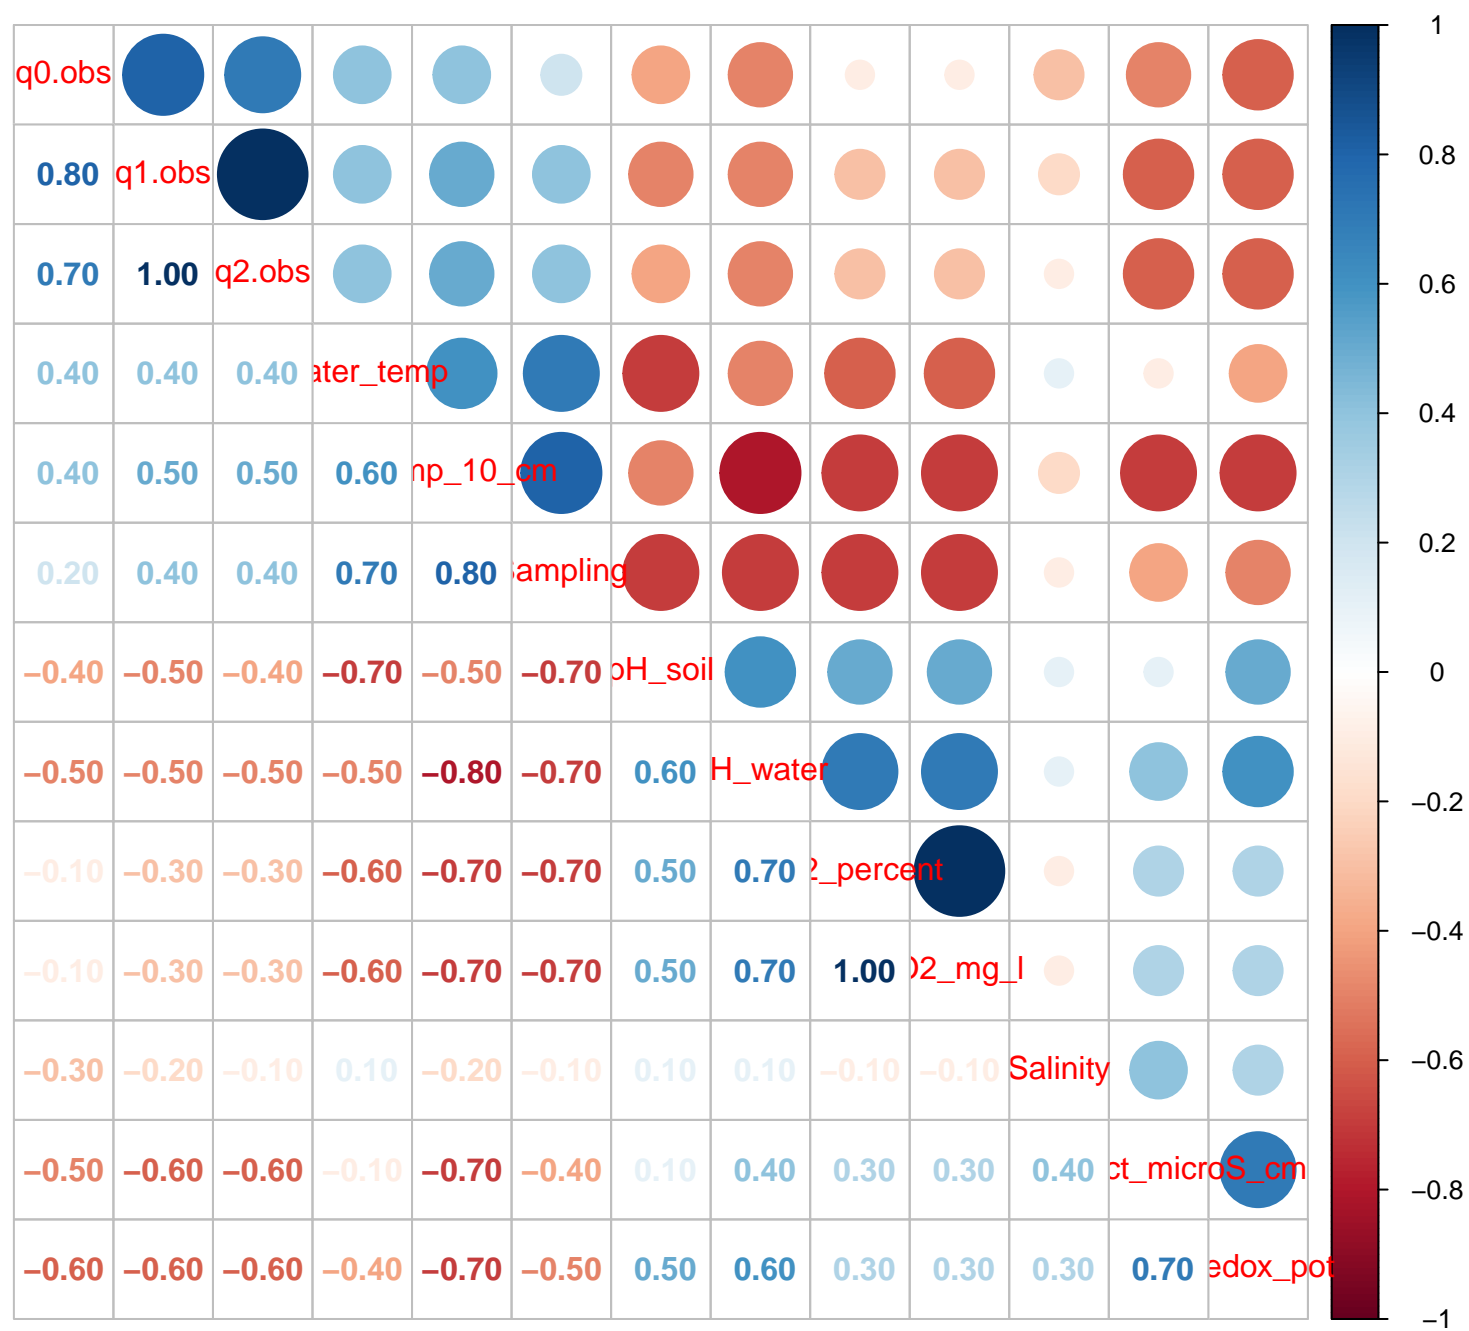 q0.obs
0.80 q1.obs
0.70 1.00 q2.obs
0.40 0.40 0.40 ater_temp
0.40 0.50 0.50 0.60 mp_10_cm
0.20 0.40 0.40 0.70 0.80 Sampling
−0.40 −0.50 −0.40 −0.70 −0.50 −0.70 pH_soil
−0.50 −0.50 −0.50 −0.50 −0.80 −0.70 0.60 H_water
−0.10 −0.30 −0.30 −0.60 −0.70 −0.70 0.50 0.70 2_percent
−0.10 −0.30 −0.30 −0.60 −0.70 −0.70 0.50 0.70 1.00 O2_mg_l
−0.30 −0.20 −0.10 0.10 −0.20 −0.10 0.10 0.10 −0.10 −0.10 Salinity
−0.50 −0.60 −0.60 −0.10 −0.70 −0.40 0.10 0.40 0.30 0.30 0.40 ct_microS_cm
−0.60 −0.60 −0.60 −0.40 −0.70 −0.50 0.50 0.60 0.30 0.30 0.30 0.70 edox_pot
1
0.8
0.6
0.4
0.2
0
−0.2
−0.4
−0.6
−0.8
−1